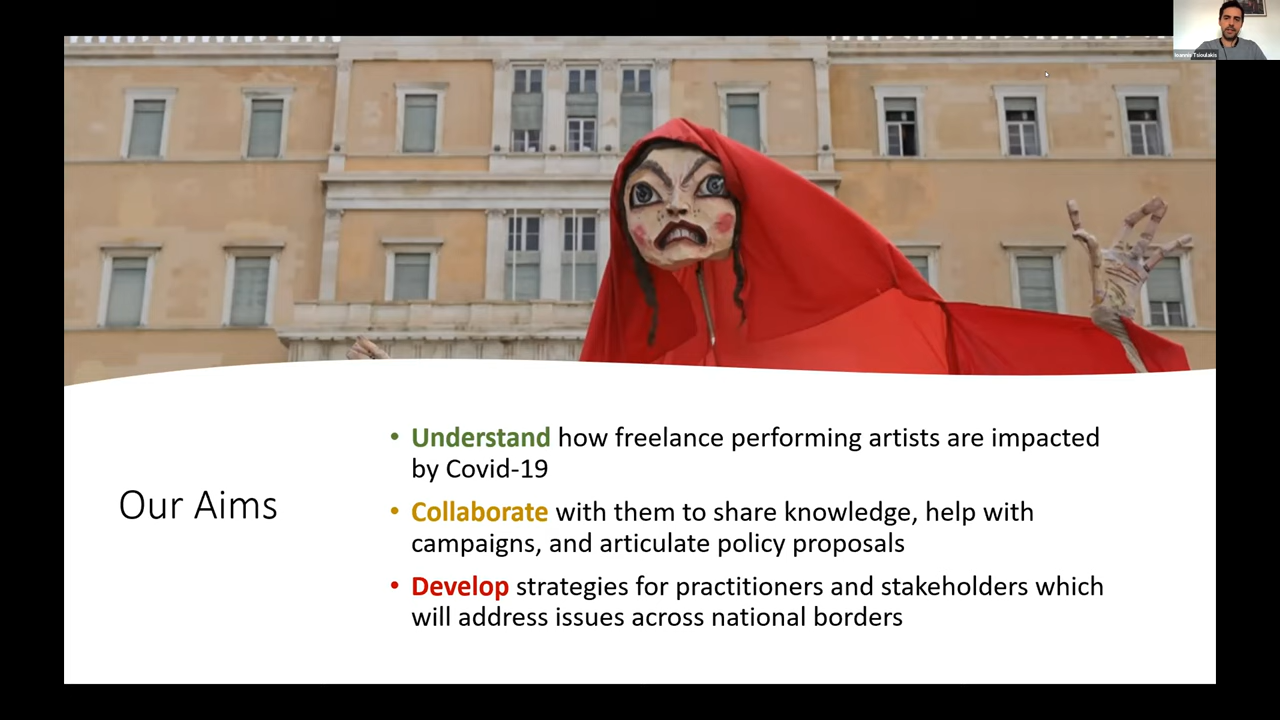 Ioannis Tsioulakis
Understand how freelance performing artists are impacted
by Covid-19
Our Aims
Collaborate with them to share knowledge, help with
campaigns, and articulate policy proposals
Develop strategies for practitioners and stakeholders which
will address issues across national borders